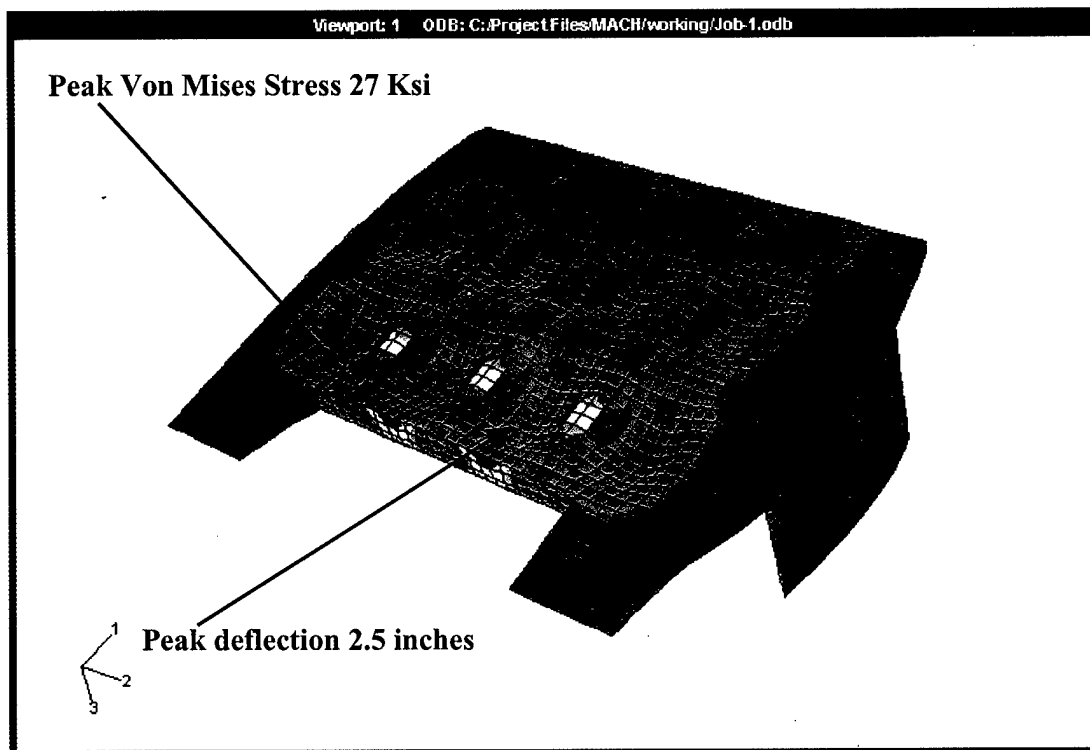 Viewport: 1 ODB: C:/ProjectFiles/MACH/working/Job-1.odb
Peak Von Mises Stress 27 Ksi
Peak deflection 2.5 inches
1
2
3